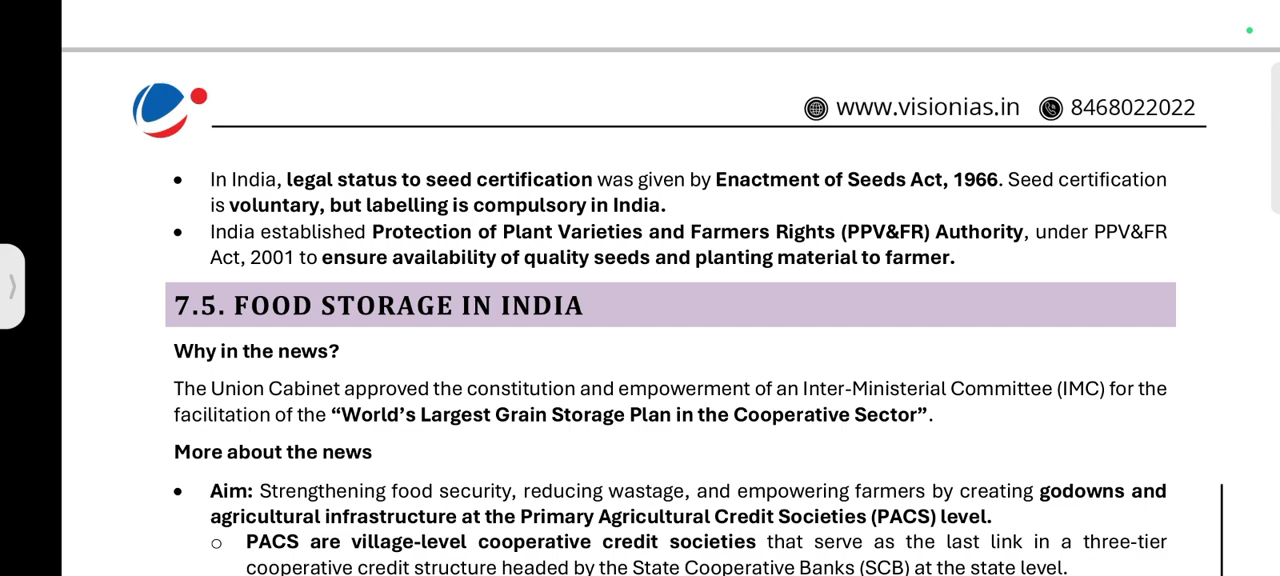 www.visionias.in 8468022022
• In India, legal status to seed certification was given by Enactment of Seeds Act, 1966. Seed certification
is voluntary, but labelling is compulsory in India.
• India established Protection of Plant Varieties and Farmers Rights (PPV&FR) Authority, under PPV&FR
Act, 2001 to ensure availability of quality seeds and planting material to farmer.
7.5. FOOD STORAGE IN INDIA
Why in the news?
The Union Cabinet approved the constitution and empowerment of an Inter-Ministerial Committee (IMC) for the
facilitation of the “World’s Largest Grain Storage Plan in the Cooperative Sector”.
More about the news
• Aim: Strengthening food security, reducing wastage, and empowering farmers by creating godowns and
agricultural infrastructure at the Primary Agricultural Credit Societies (PACS) level.
o PACS are village-level cooperative credit societies that serve as the last link in a three-tier
cooperative credit structure headed by the State Cooperative Banks (SCB) at the state level.